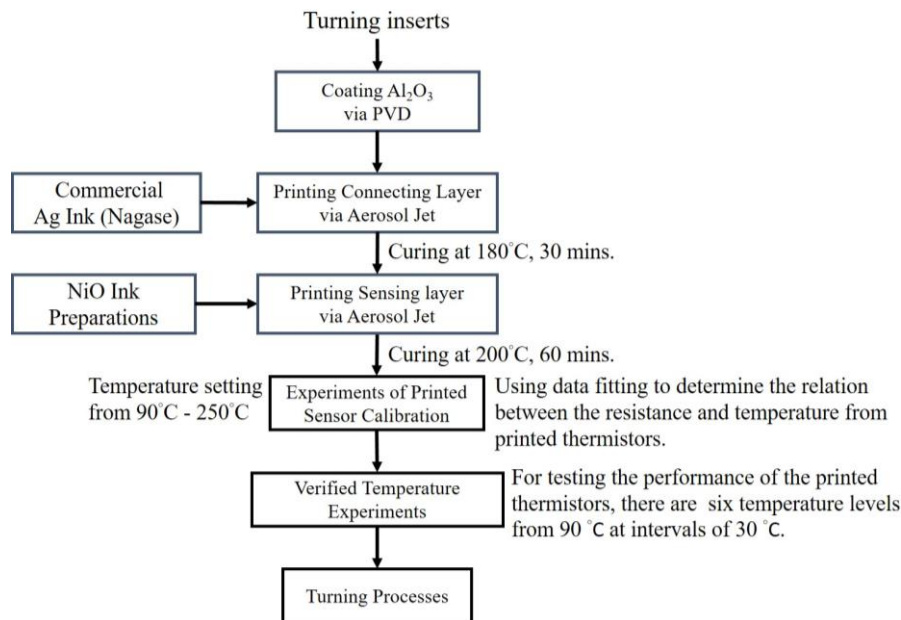 Turning inserts
Coating Al₂O₃
via PVD
Commercial
Ag Ink (Nagase)
Printing Connecting Layer
via Aerosol Jet
Curing at 180°C, 30 mins.
NiO Ink
Preparations
Printing Sensing layer
via Aerosol Jet
Curing at 200°C, 60 mins.
Temperature setting
from 90°C - 250°C
Experiments of Printed
Sensor Calibration
Using data fitting to determine the relation
between the resistance and temperature from
printed thermistors.
Verified Temperature
Experiments
For testing the performance of the printed
thermistors, there are six temperature levels
from 90 °C at intervals of 30 °C.
Turning Processes